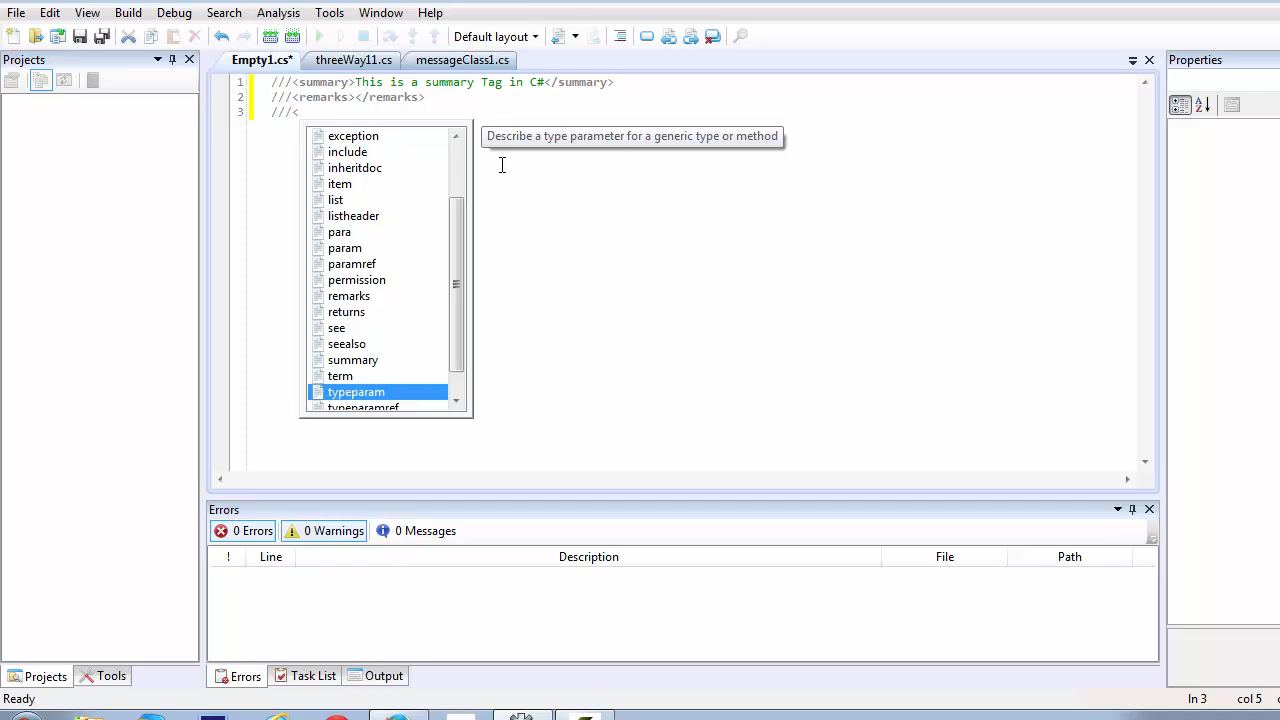 File Edit View Build Debug Search Analysis Tools Window Help
Default layout
Projects
Empty1.cs* threeWay11.cs messageClass1.cs
Properties
1 ///<summary>This is a summary Tag in C#</summary>
2 ///<remarks></remarks>
3 ///<
exception
Describe a type parameter for a generic type or method
include
inheritdoc
item
list
listheader
para
param
paramref
permission
remarks
returns
see
seealso
summary
term
typeparam
typeparamref
Errors
0 Errors 0 Warnings 0 Messages
! Line Description File Path
Projects Tools
Errors Task List Output
Ready
ln 3 col 5